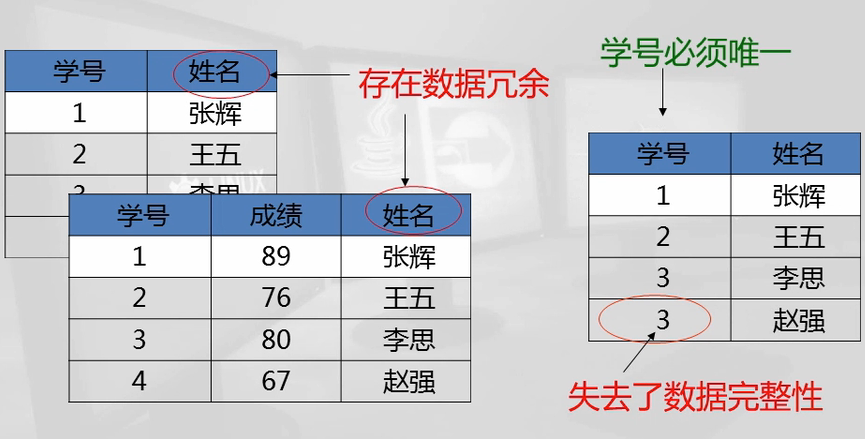 学号必须唯一
学号 姓名
1 张辉
2 王五
3 李思
存在数据冗余
学号 成绩 姓名
1 89 张辉
2 76 王五
3 80 李思
4 67 赵强
学号 姓名
1 张辉
2 王五
3 李思
3 赵强
失去了数据完整性